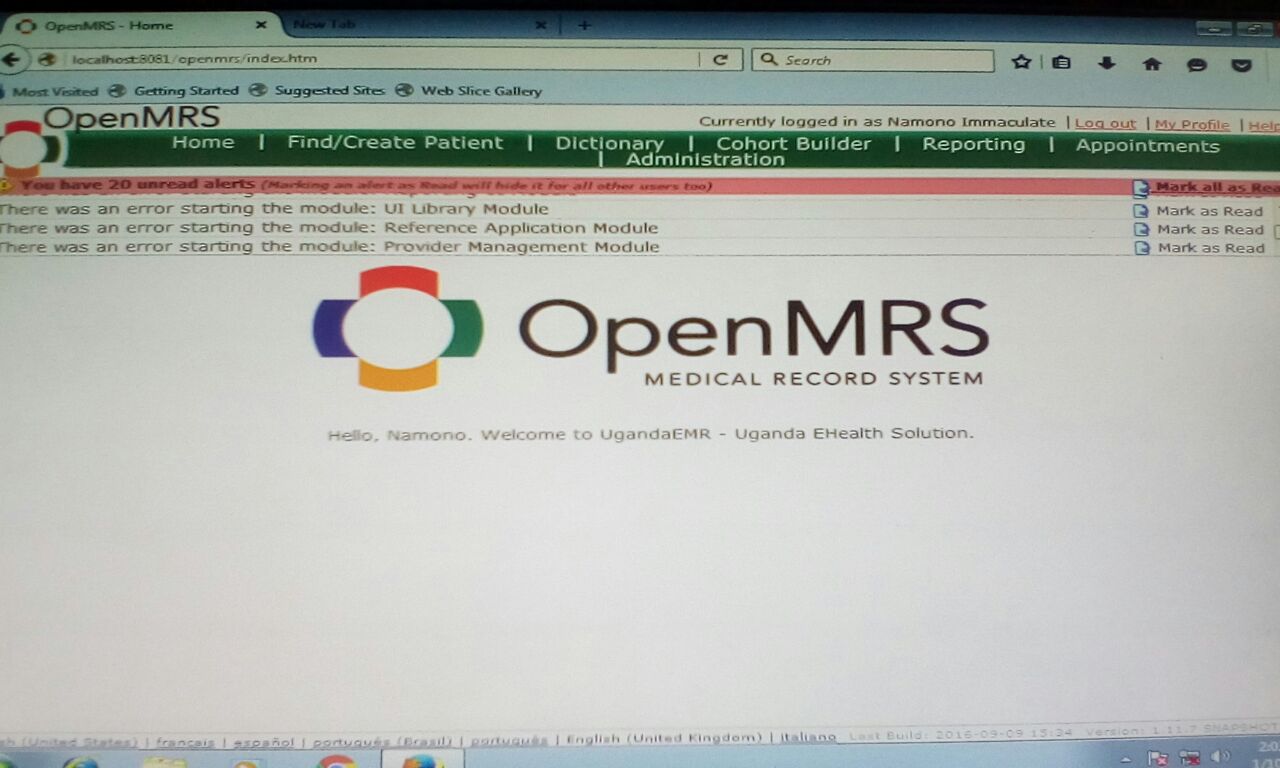 OpenMRS - Home
New Tab
localhost:8081/openmrs/index.htm
Search
Most Visited Getting Started Suggested Sites Web Slice Gallery
OpenMRS
Currently logged in as Namono Immaculate | Log out | My Profile | Help
Home | Find/Create Patient | Dictionary | Cohort Builder | Reporting | Appointments
| Administration
You have 20 unread alerts (Marking an alert as Read will hide it for all other users too) Mark all as Rea
There was an error starting the module: UI Library Module Mark as Read
There was an error starting the module: Reference Application Module Mark as Read
There was an error starting the module: Provider Management Module Mark as Read
OpenMRS
MEDICAL RECORD SYSTEM
Hello, Namono. Welcome to UgandaEMR - Uganda EHealth Solution.
sh (United States) | français | español | português (Brasil) | português | English (United Kingdom) | italiano Last Build: 2016-09-09 15:24 Version: 1.11.7 SNAPSHOT